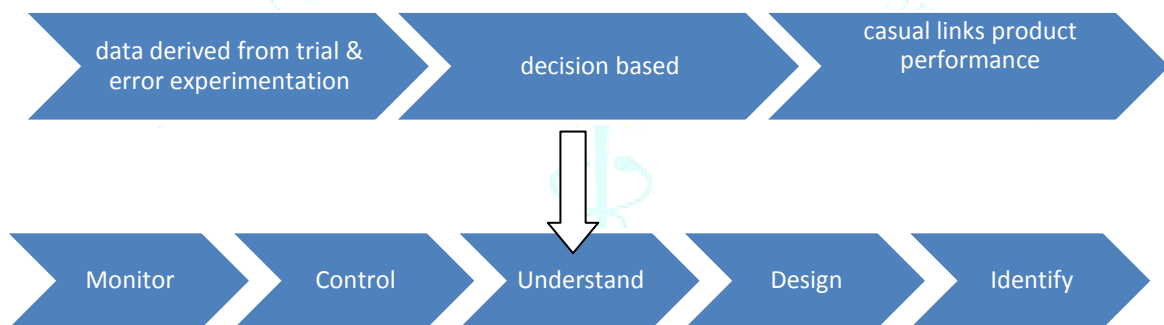 data derived from trial &
error experimentation
decision based
casual links product
performance
Monitor
Control
Understand
Design
Identify